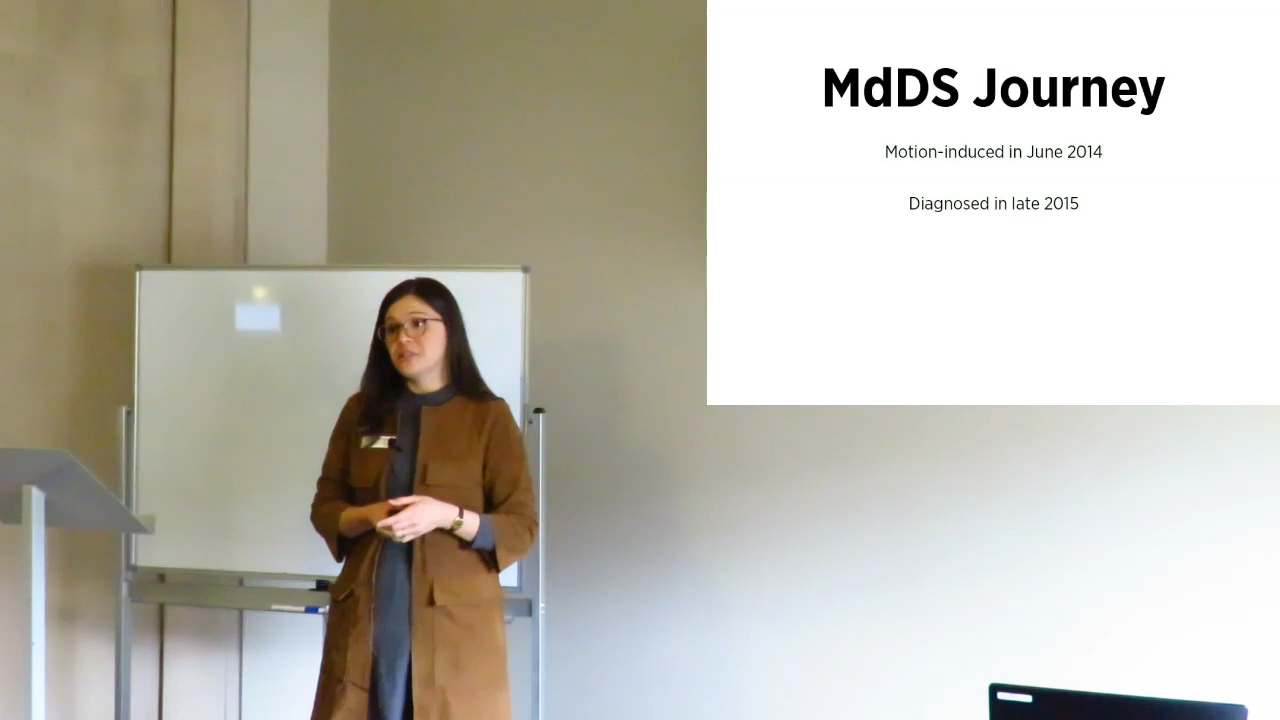 MdDS Journey
Motion-induced in June 2014
Diagnosed in late 2015